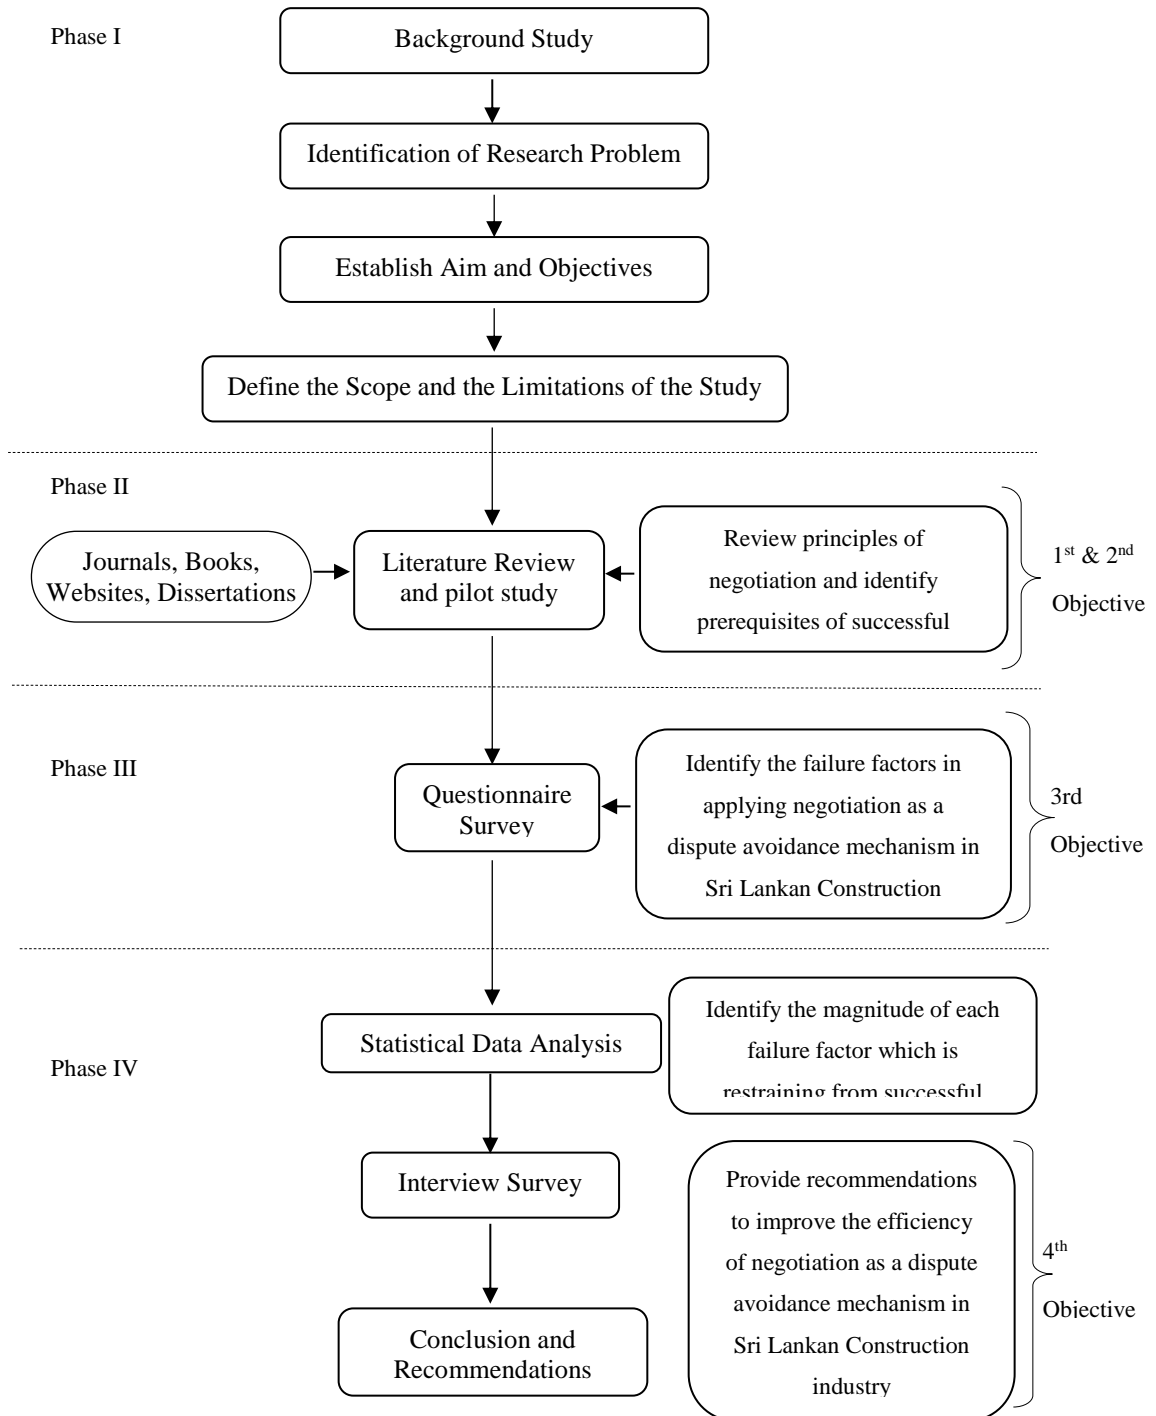 Phase I
Background Study
Identification of Research Problem
Establish Aim and Objectives
Define the Scope and the Limitations of the Study
Phase II
Journals, Books,
Websites, Dissertations
Literature Review
and pilot study
Review principles of
negotiation and identify
prerequisites of successful
1st & 2nd
Objective
Phase III
Questionnaire
Survey
Identify the failure factors in
applying negotiation as a
dispute avoidance mechanism in
Sri Lankan Construction
3rd
Objective
Phase IV
Statistical Data Analysis
Identify the magnitude of each
failure factor which is
restraining from successful
Interview Survey
Provide recommendations
to improve the efficiency
of negotiation as a dispute
avoidance mechanism in
Sri Lankan Construction
industry
4th
Objective
Conclusion and
Recommendations